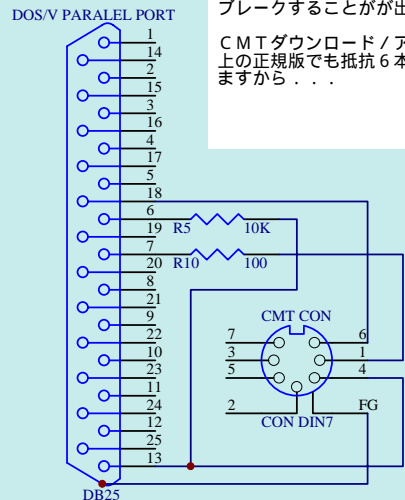 DOS/V PARALEL PORT
ブレークすることがが出
ＣＭＴダウンロード／ア
上の正規版でも抵抗６本
ますから．．．
1
14
2
15
3
16
4
17
5
18
6
19
7
20
8
21
9
22
10
23
11
24
12
25
13
DB25
R5 10K
R10 100
CMT CON
7 6
3 1
5 4
2 FG
CON DIN7